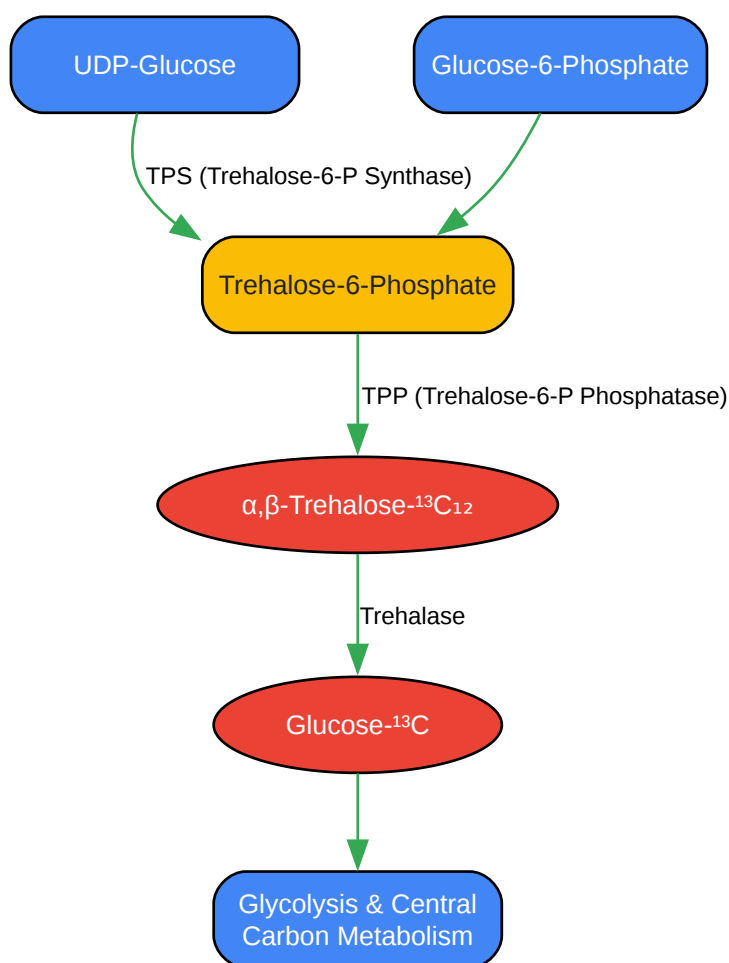 UDP-Glucose
Glucose-6-Phosphate
TPS (Trehalose-6-P Synthase)
Trehalose-6-Phosphate
TPP (Trehalose-6-P Phosphatase)
α,β-Trehalose-¹³C₁₂
Trehalase
Glucose-¹³C
Glycolysis & Central
Carbon Metabolism